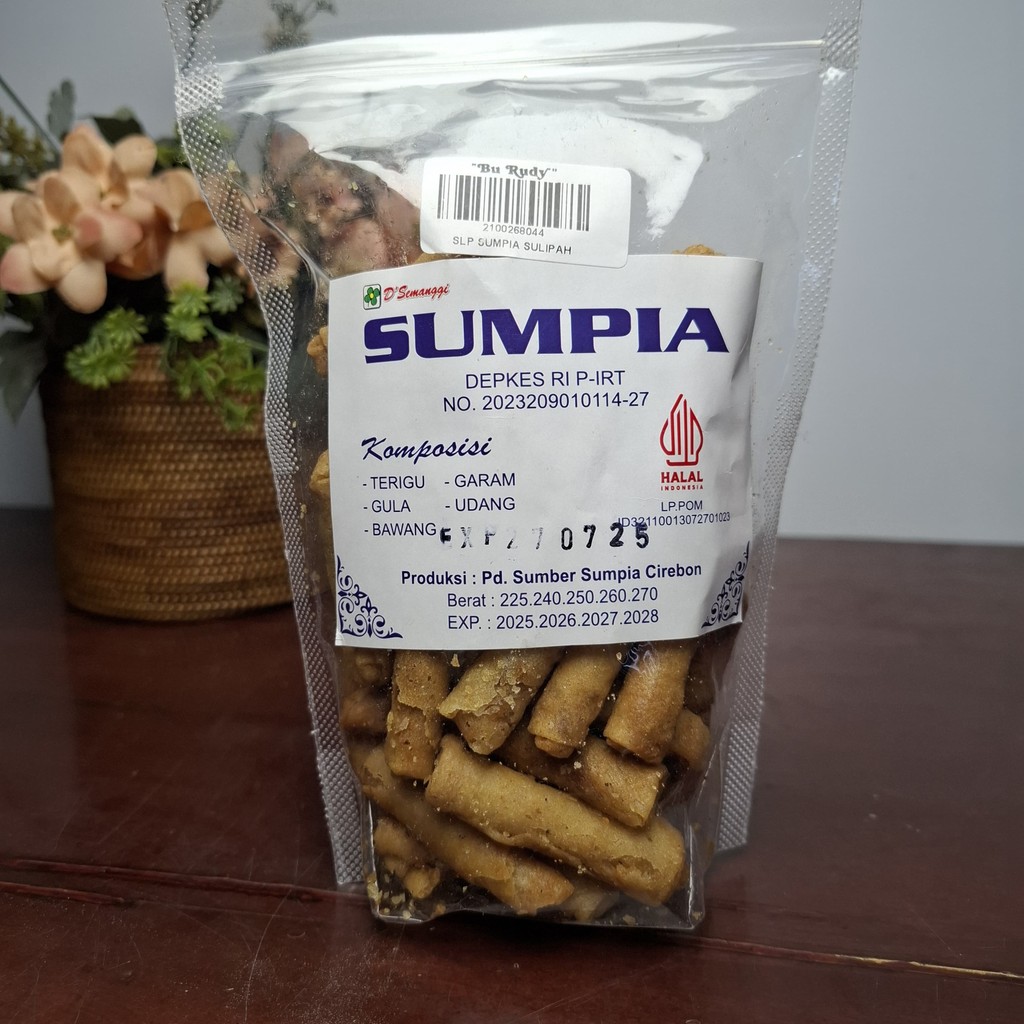 "Bu Rudy"
2100268044
SLP SUMPIA SULIPAH
D'Semanggi
SUMPIA
DEPKES RI P-IRT
NO. 2023209010114-27
Komposisi
- TERIGU - GARAM
- GULA - UDANG
- BAWANG
HALAL
INDONESIA
LP.POM
ID32110013072701023
EXP 270725
Produksi : Pd. Sumber Sumpia Cirebon
Berat : 225.240.250.260.270
EXP. : 2025.2026.2027.2028